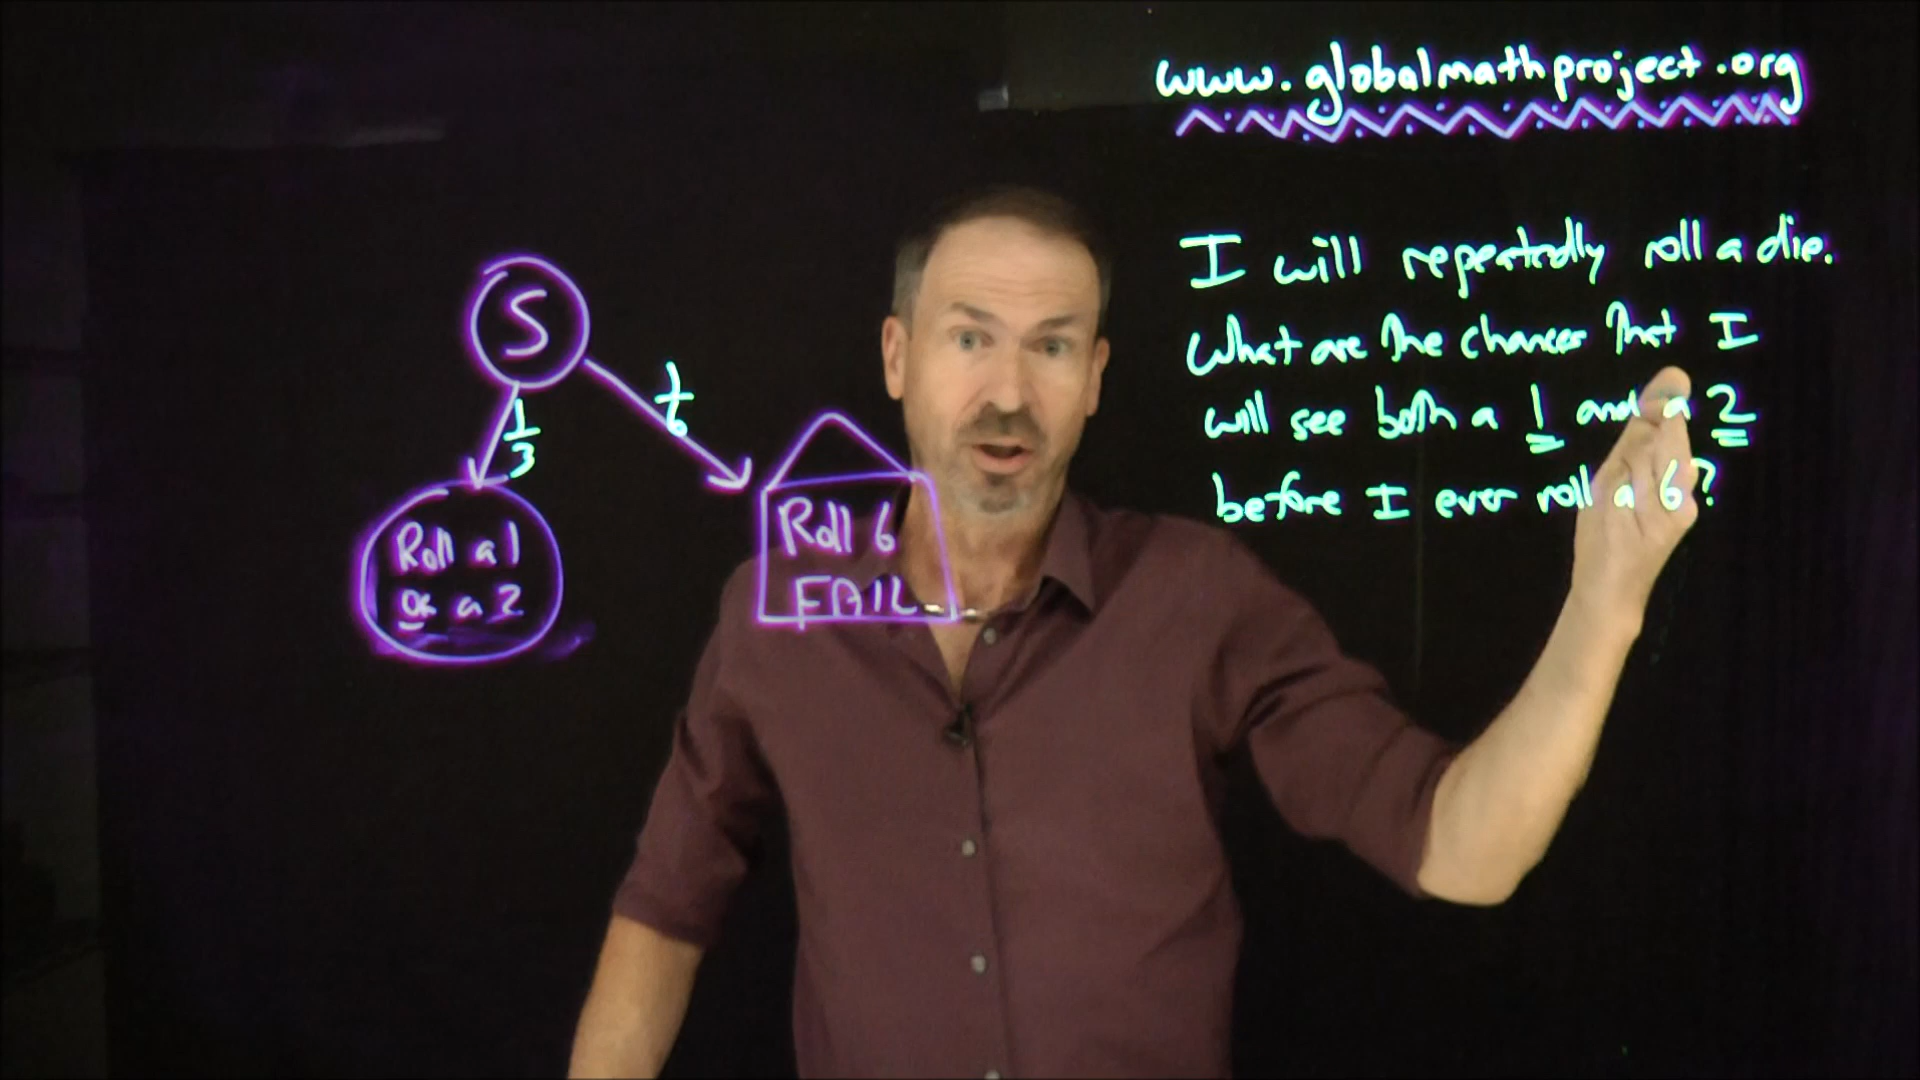 www.globalmathproject.org
I will repeatedly roll a die.
What are the chances that I
will see both a 1 and a 2
before I ever roll a 6?
S
1/3
1/6
Roll a 1
OR a 2
Roll 6
FAIL